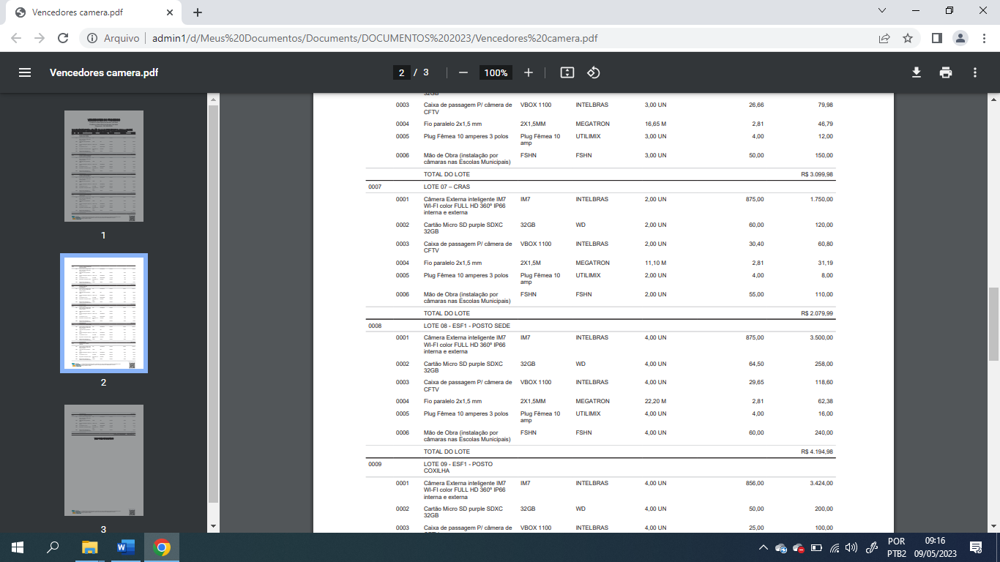 Vencedores camera.pdf
Arquivo admin1/d/Meus%20Documentos/Documents/DOCUMENTOS%202023/Vencedores%20camera.pdf
Vencedores camera.pdf 2 / 3 100%
1
2
3
32GB
0003 Caixa de passagem P/ câmera de CFTV VBOX 1100 INTELBRAS 3,00 UN 26,66 79,98
0004 Fio paralelo 2x1,5 mm 2X1,5MM MEGATRON 16,65 M 2,81 46,79
0005 Plug Fêmea 10 amperes 3 polos Plug Fêmea 10 amp UTILIMIX 3,00 UN 4,00 12,00
0006 Mão de Obra (instalação por câmaras nas Escolas Municipais) FSHN FSHN 3,00 UN 50,00 150,00
TOTAL DO LOTE R$ 3.099,98
0007 LOTE 07 – CRAS
0001 Câmera Externa inteligente IM7 WI-FI color FULL HD 360º IP66 interna e externa IM7 INTELBRAS 2,00 UN 875,00 1.750,00
0002 Cartão Micro SD purple SDXC 32GB 32GB WD 2,00 UN 60,00 120,00
0003 Caixa de passagem P/ câmera de CFTV VBOX 1100 INTELBRAS 2,00 UN 30,40 60,80
0004 Fio paralelo 2x1,5 mm 2X1,5M MEGATRON 11,10 M 2,81 31,19
0005 Plug Fêmea 10 amperes 3 polos Plug Fêmea 10 amp UTILIMIX 2,00 UN 4,00 8,00
0006 Mão de Obra (instalação por câmaras nas Escolas Municipais) FSHN FSHN 2,00 UN 55,00 110,00
TOTAL DO LOTE R$ 2.079,99
0008 LOTE 08 - ESF1 - POSTO SEDE
0001 Câmera Externa inteligente IM7 WI-FI color FULL HD 360º IP66 interna e externa IM7 INTELBRAS 4,00 UN 875,00 3.500,00
0002 Cartão Micro SD purple SDXC 32GB 32GB WD 4,00 UN 64,50 258,00
0003 Caixa de passagem P/ câmera de CFTV VBOX 1100 INTELBRAS 4,00 UN 29,65 118,60
0004 Fio paralelo 2x1,5 mm 2X1,5MM MEGATRON 22,20 M 2,81 62,38
0005 Plug Fêmea 10 amperes 3 polos Plug Fêmea 10 amp UTILIMIX 4,00 UN 4,00 16,00
0006 Mão de Obra (instalação por câmaras nas Escolas Municipais) FSHN FSHN 4,00 UN 60,00 240,00
TOTAL DO LOTE R$ 4.194,98
0009 LOTE 09 - ESF1 - POSTO COXILHA
0001 Câmera Externa inteligente IM7 WI-FI color FULL HD 360º IP66 interna e externa IM7 INTELBRAS 4,00 UN 856,00 3.424,00
0002 Cartão Micro SD purple SDXC 32GB 32GB WD 4,00 UN 50,00 200,00
0003 Caixa de passagem P/ câmera de CFTV VBOX 1100 INTELBRAS 4,00 UN 25,00 100,00
POR 09:16
PTB2 09/05/2023